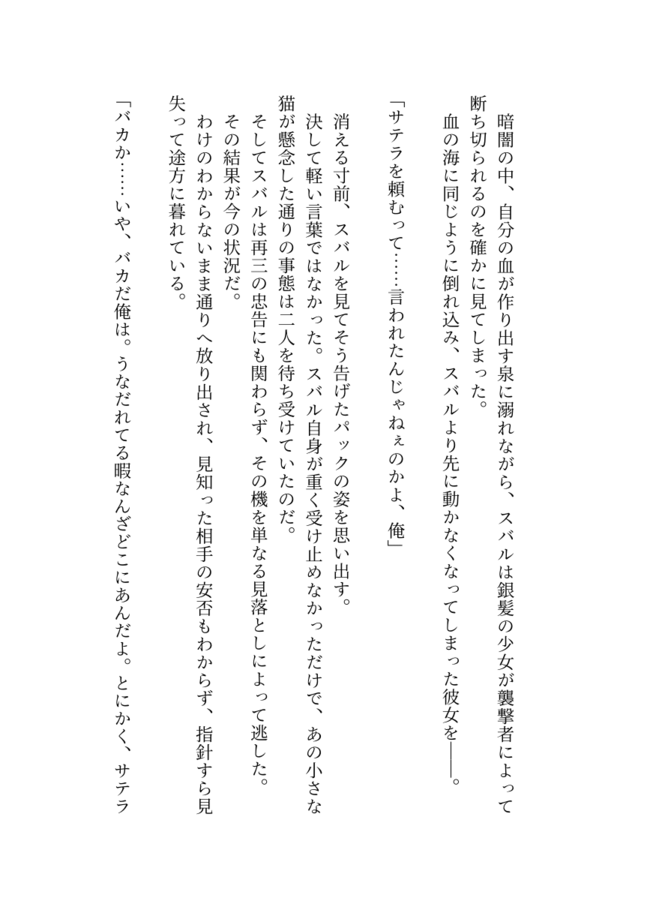 暗闇の中、自分の血が作り出す泉に溺れながら、スバルは銀髪の少女が襲撃者によって
断ち切られるのを確かに見てしまった。
血の海に同じように倒れ込み、スバルより先に動かなくなってしまった彼女を――。
「サテラを頼むって……言われたんじゃねぇのかよ、俺」
消える寸前、スバルを見てそう告げたパックの姿を思い出す。
決して軽い言葉ではなかった。スバル自身が重く受け止めなかっただけで、あの小さな
猫が懸念した通りの事態は二人を待ち受けていたのだ。
そしてスバルは再三の忠告にも関わらず、その機を単なる見落としによって逃した。
その結果が今の状況だ。
わけのわからないまま通りへ放り出され、見知った相手の安否もわからず、指針すら見
失って途方に暮れている。
「バカか……いや、バカだ俺は。うなだれてる暇なんざどこにあんだよ。とにかく、サテラ